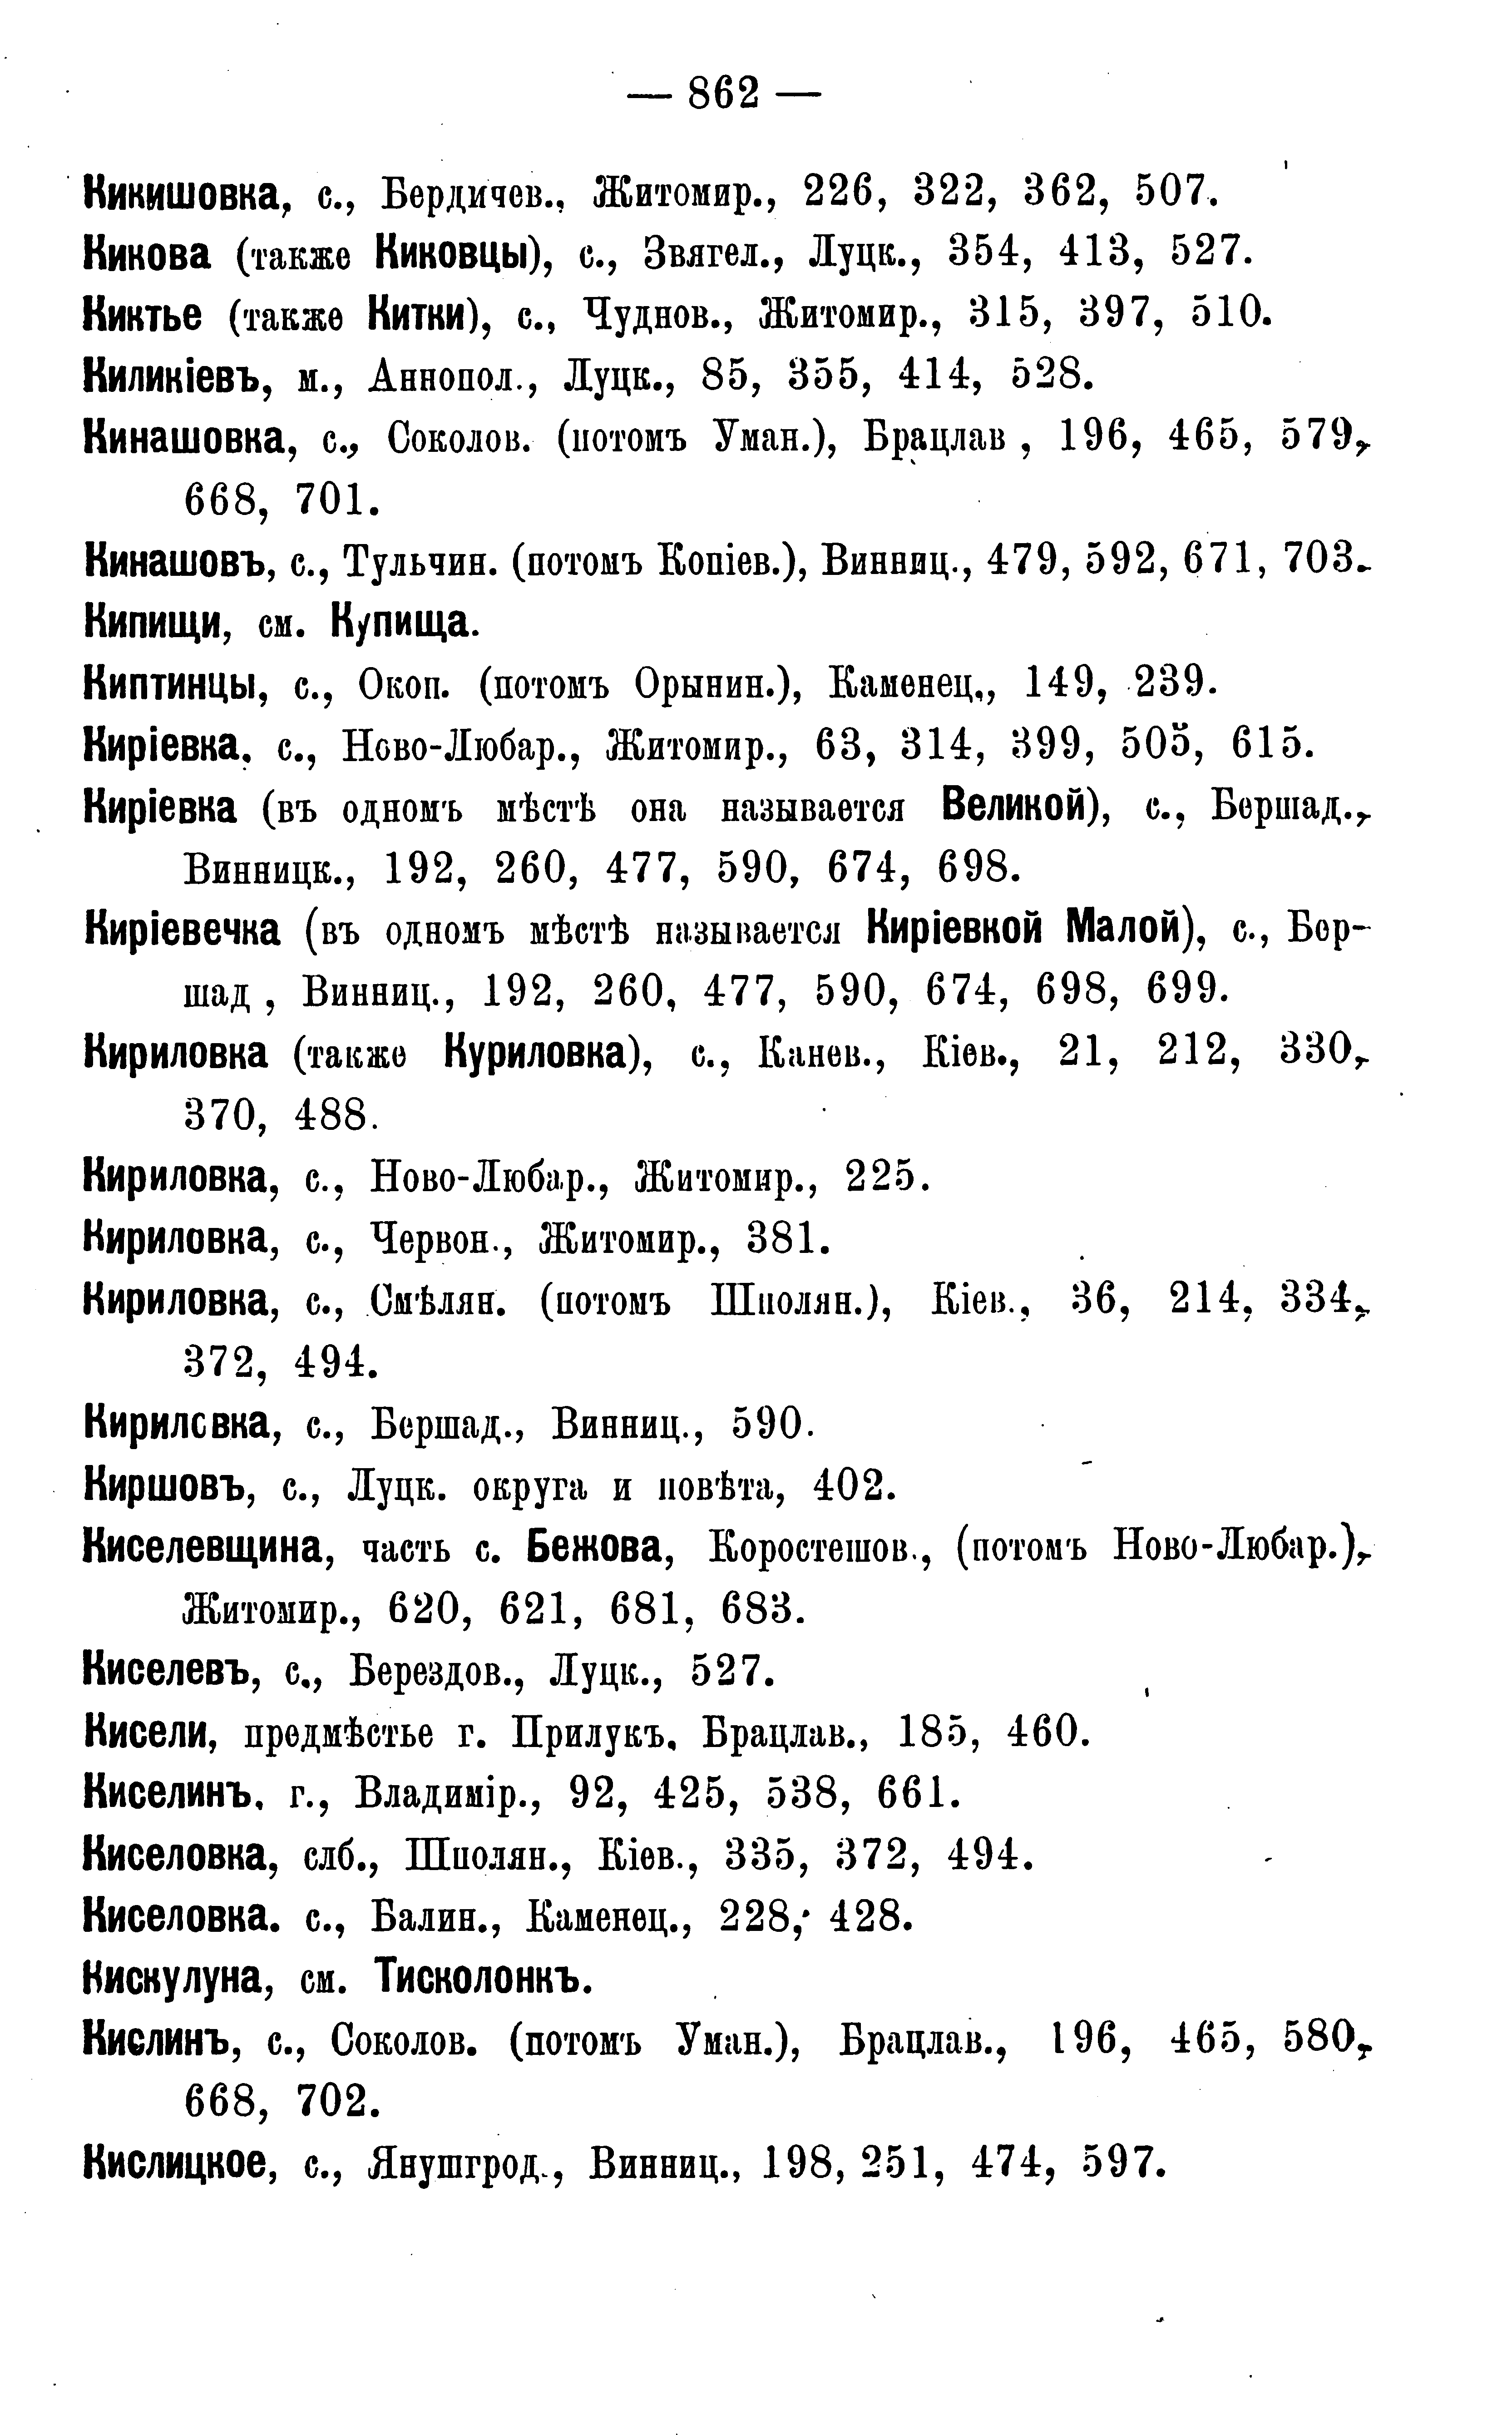 — 862 —
Кикишовка, с., Бердичев., Житомир., 226, 322, 362, 507.
Кикова (также Киковцы), с., Звягел., Луцк., 354, 413, 527.
Киктье (также Китки), с., Чуднов., Житомир., 315, 397, 510.
Киликіевъ, м., Аннопол., Луцк., 85, 355, 414, 528.
Кинашовка, с., Соколов. (потомъ Уман.), Брацлав , 196, 465, 579,
668, 701.
Кинашовъ, с., Тульчин. (потомъ Копіев.), Винниц., 479, 592, 671, 703.
Кипищи, см. Купища.
Киптинцы, с., Окоп. (потомъ Орынин.), Каменец., 149, 239.
Киріевка. с., Ново-Любар., Житомир., 63, 314, 399, 505, 615.
Киріевка (въ одномъ мѣстѣ она называется Великой), с., Бершад.,
Винницк., 192, 260, 477, 590, 674, 698.
Киріевечка (въ одномъ мѣстѣ называется Киріевкой Малой), с., Бер-
шад , Винниц., 192, 260, 477, 590, 674, 698, 699.
Кириловка (также Куриловка), с., Канев., Кіев., 21, 212, 330,
370, 488.
Кириловка, с., Ново-Любар., Житомир., 225.
Кириловка, с., Червон., Житомир., 381.
Кириловка, с., Смѣлян. (потомъ Шполян.), Кіев., 36, 214, 334,
372, 494.
Кириловка, с., Бершад., Винниц., 590.
Киршовъ, с., Луцк. округа и повѣта, 402.
Киселевщина, часть с. Бежова, Коростешов., (потомъ Ново-Любар.),
Житомир., 620, 621, 681, 683.
Киселевъ, с., Берездов., Луцк., 527.
Кисели, предмѣстье г. Прилукъ, Брацлав., 185, 460.
Киселинъ, г., Владимір., 92, 425, 538, 661.
Киселовка, слб., Шполян., Кіев., 335, 372, 494.
Киселовка. с., Балин., Каменец., 228, 428.
Кискулуна, см. Тисколонкъ.
Кислинъ, с., Соколов. (потомъ Уман.), Брацлав., 196, 465, 580,
668, 702.
Кислицкое, с., Янушгрод., Винниц., 198, 251, 474, 597.